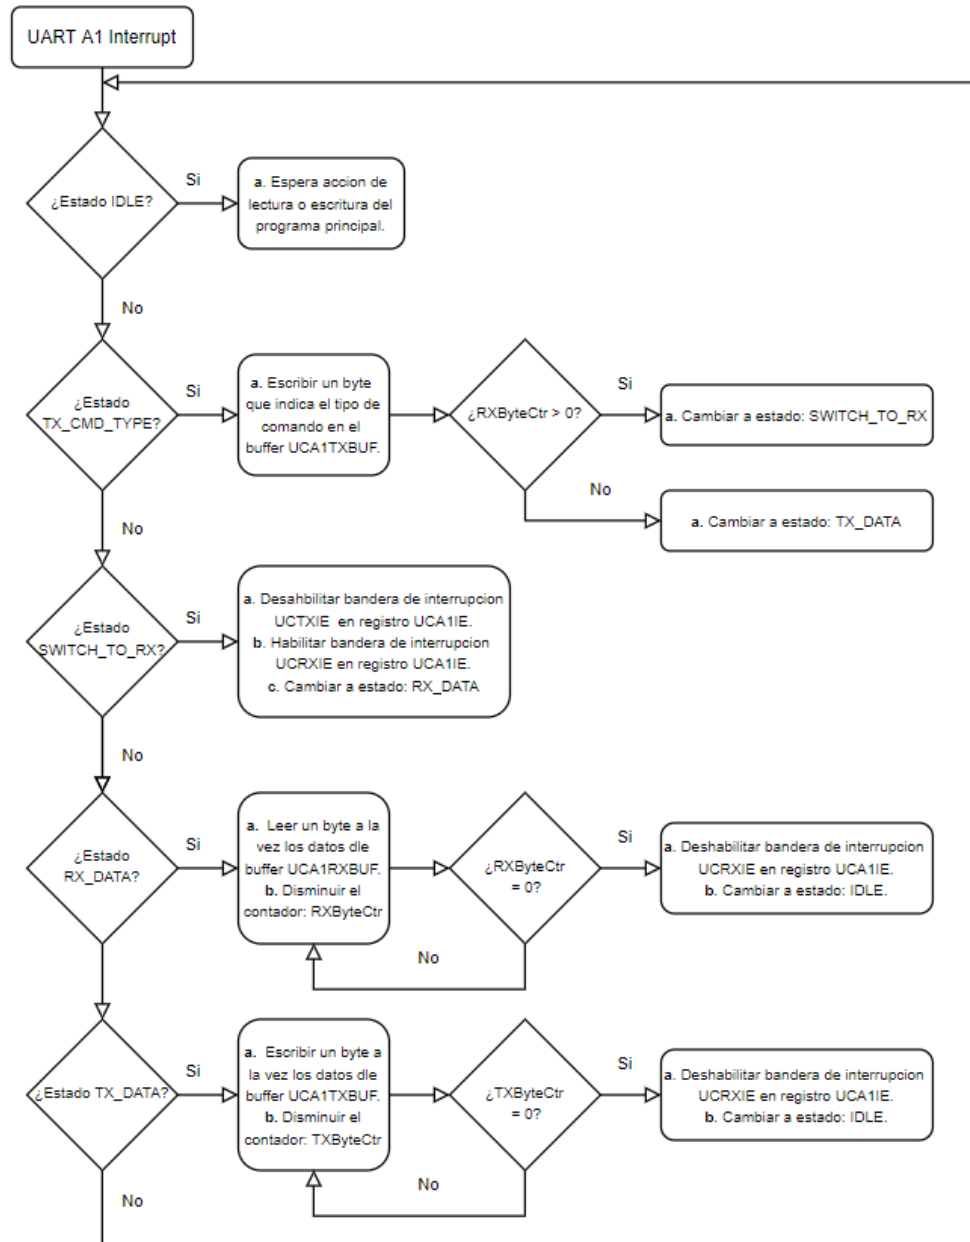 UART A1 Interrupt
¿Estado IDLE?
Si
a. Espera accion de
lectura o escritura del
programa principal.
No
¿Estado
TX_CMD_TYPE?
Si
a. Escribir un byte
que indica el tipo de
comando en el
buffer UCA1TXBUF.
¿RXByteCtr > 0?
Si
a. Cambiar a estado: SWITCH_TO_RX
No
a. Cambiar a estado: TX_DATA
No
¿Estado
SWITCH_TO_RX?
Si
a. Desahbilitar bandera de interrupcion
UCTXIE en registro UCA1IE.
b. Habilitar bandera de interrupcion
UCRXIE en registro UCA1IE.
c. Cambiar a estado: RX_DATA
No
¿Estado
RX_DATA?
Si
a. Leer un byte a la
vez los datos dle
buffer UCA1RXBUF.
b. Disminuir el
contador: RXByteCtr
¿RXByteCtr
= 0?
Si
a. Deshabilitar bandera de interrupcion
UCRXIE en registro UCA1IE.
b. Cambiar a estado: IDLE.
No
¿Estado TX_DATA?
Si
a. Escribir un byte a
la vez los datos dle
buffer UCA1TXBUF.
b. Disminuir el
contador: TXByteCtr
¿TXByteCtr
= 0?
Si
a. Deshabilitar bandera de interrupcion
UCRXIE en registro UCA1IE.
b. Cambiar a estado: IDLE.
No
No